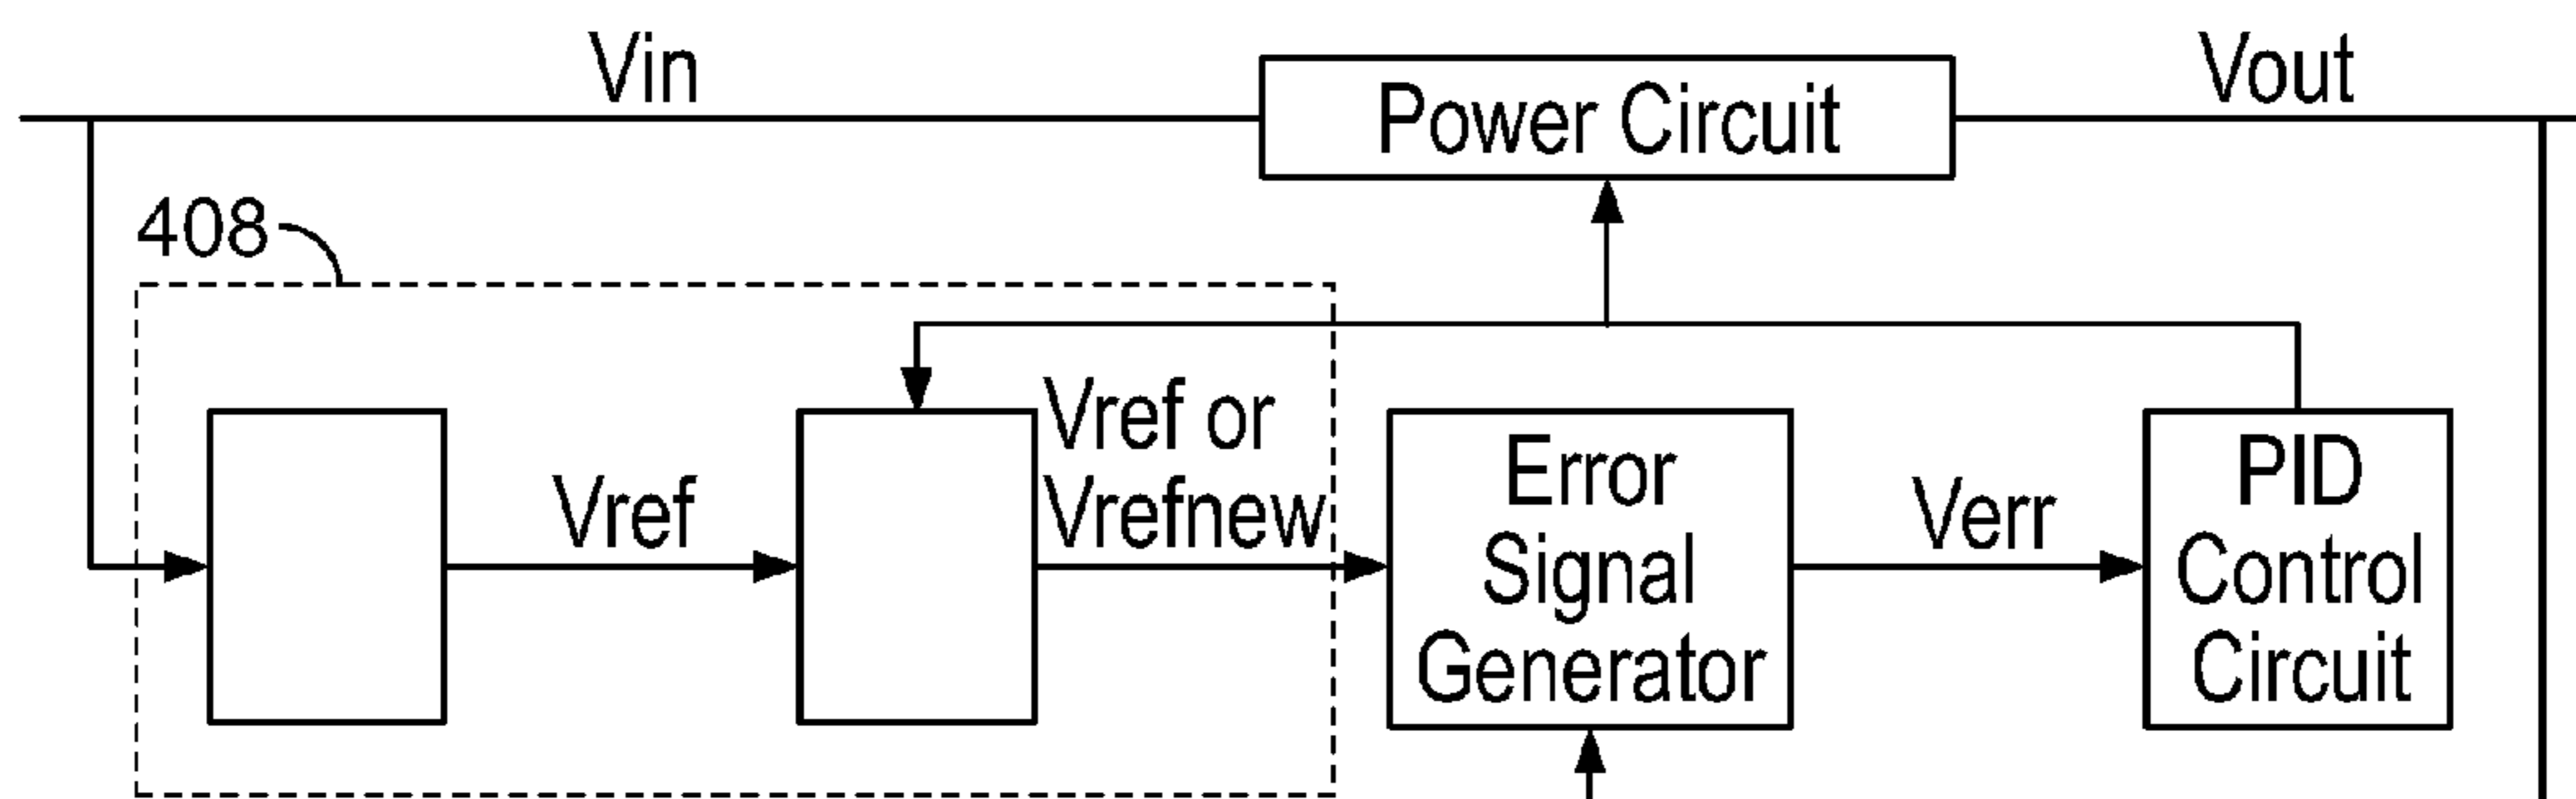 Vin
Power Circuit
Vout
408
Vref
Vref or
Vrefnew
Error
Signal
Generator
Verr
PID
Control
Circuit